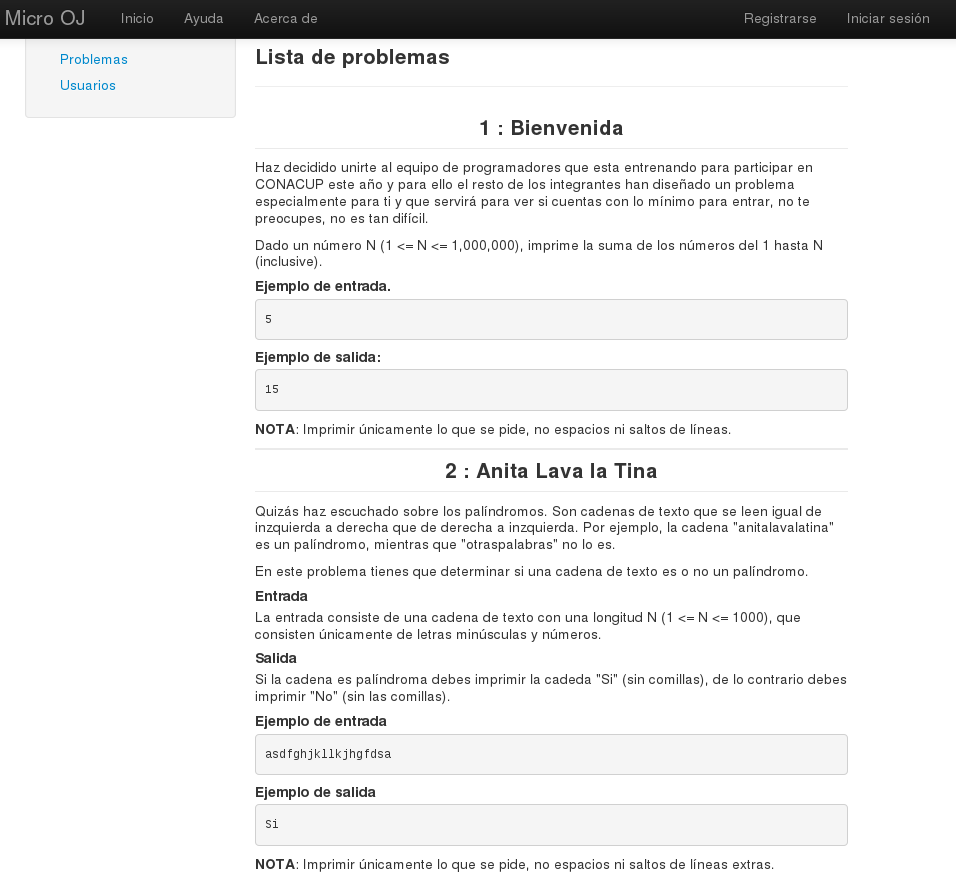 Micro OJ Inicio Ayuda Acerca de Registrarse Iniciar sesión
Problemas
Usuarios
Lista de problemas
1 : Bienvenida
Haz decidido unirte al equipo de programadores que esta entrenando para participar en
CONACUP este año y para ello el resto de los integrantes han diseñado un problema
especialmente para ti y que servirá para ver si cuentas con lo mínimo para entrar, no te
preocupes, no es tan difícil.
Dado un número N (1 <= N <= 1,000,000), imprime la suma de los números del 1 hasta N
(inclusive).
Ejemplo de entrada.
5
Ejemplo de salida:
15
NOTA: Imprimir únicamente lo que se pide, no espacios ni saltos de líneas.
2 : Anita Lava la Tina
Quizás haz escuchado sobre los palíndromos. Son cadenas de texto que se leen igual de
inzquierda a derecha que de derecha a inzquierda. Por ejemplo, la cadena "anitalavalatina"
es un palíndromo, mientras que "otraspalabras" no lo es.
En este problema tienes que determinar si una cadena de texto es o no un palíndromo.
Entrada
La entrada consiste de una cadena de texto con una longitud N (1 <= N <= 1000), que
consisten únicamente de letras minúsculas y números.
Salida
Si la cadena es palíndroma debes imprimir la cadeda "Si" (sin comillas), de lo contrario debes
imprimir "No" (sin las comillas).
Ejemplo de entrada
asdfghjkllkjhgfdsa
Ejemplo de salida
Si
NOTA: Imprimir únicamente lo que se pide, no espacios ni saltos de líneas extras.